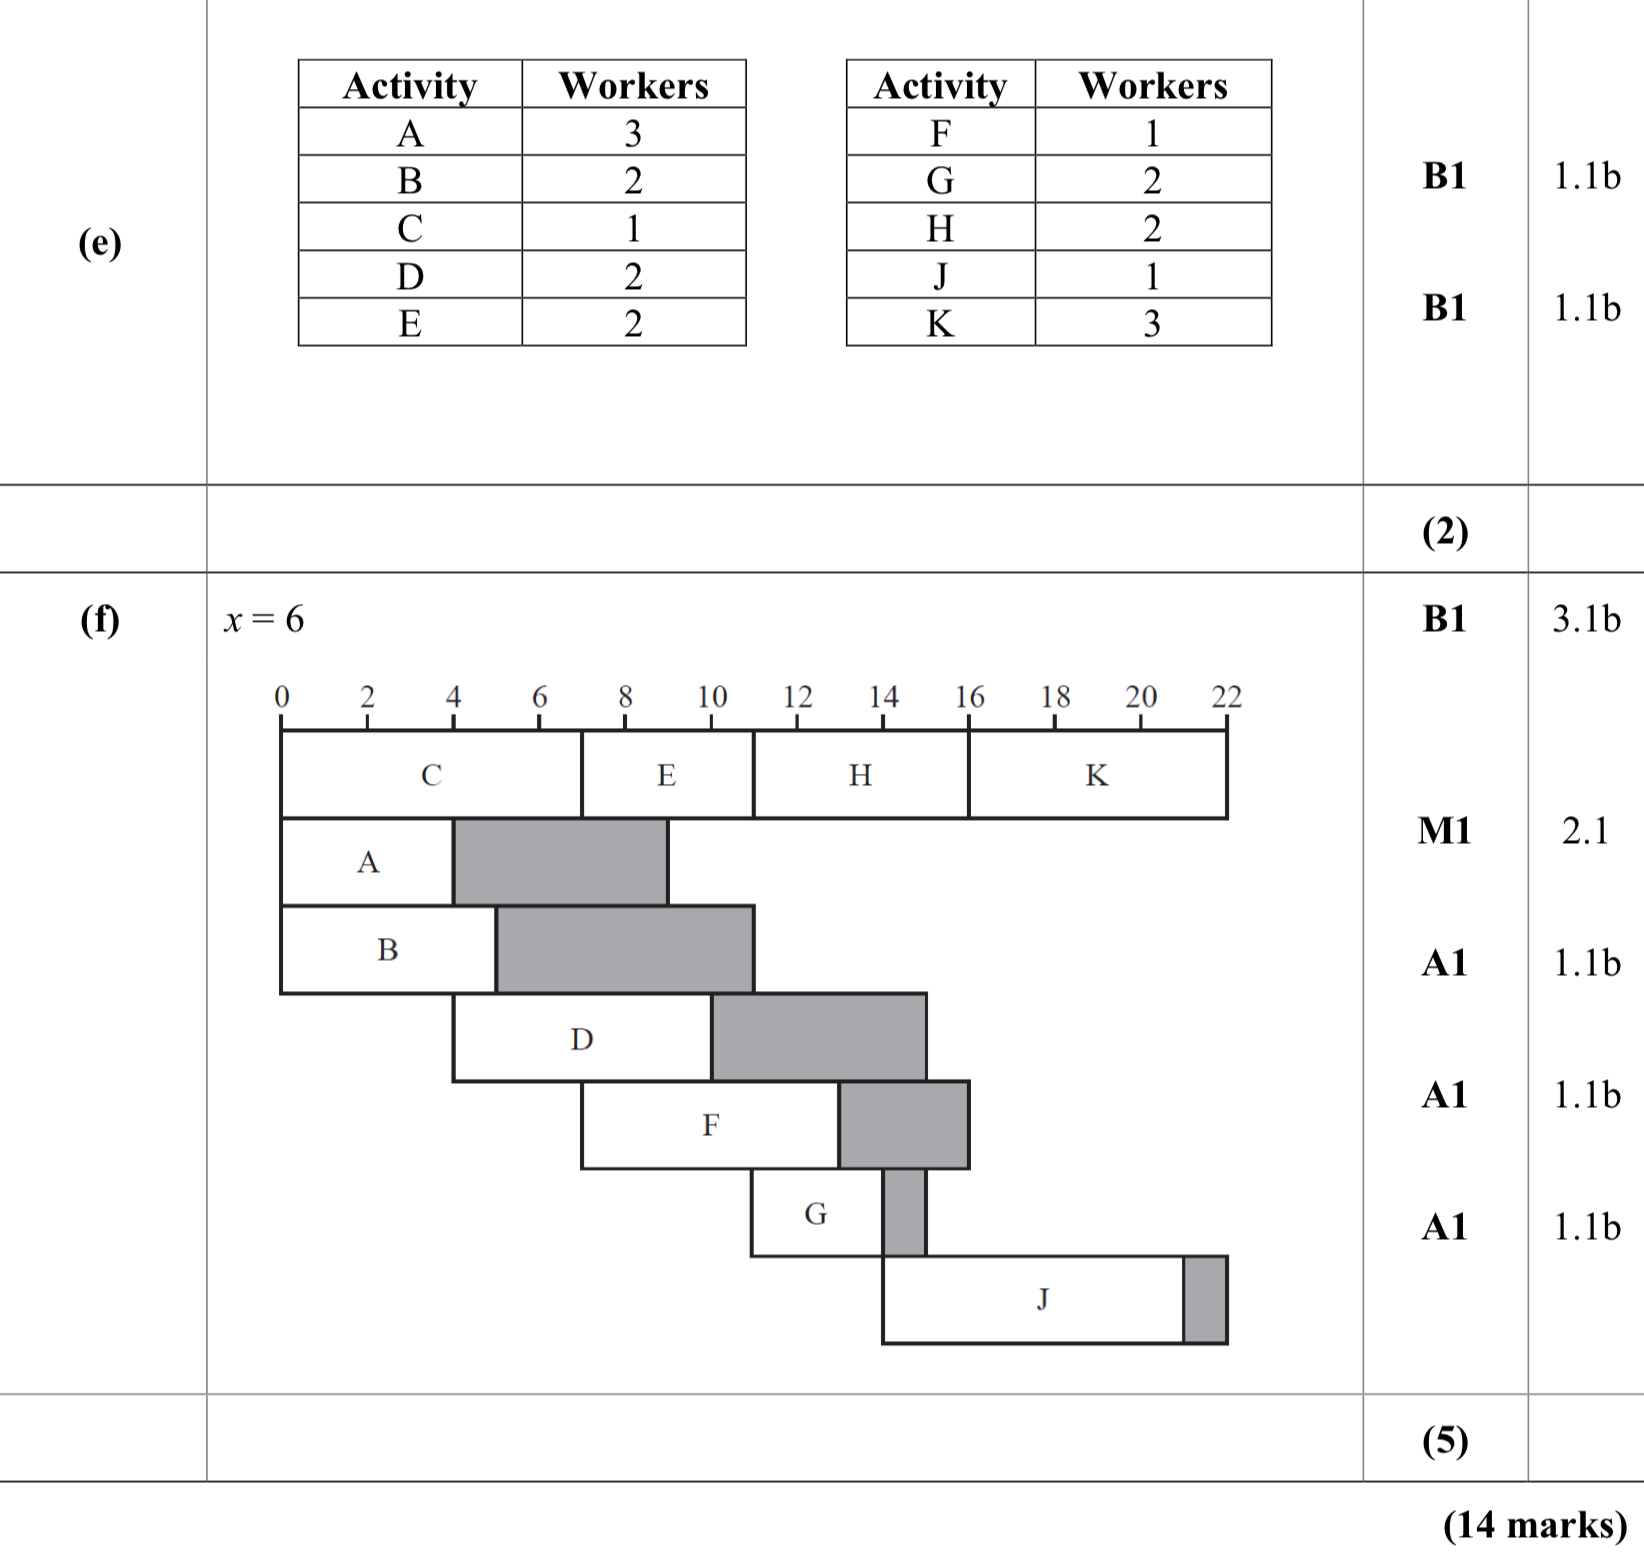 Activity Workers Activity Workers
A 3 F 1
B 2 G 2 B1 1.1b
C 1 H 2
(e)
D 2 J 1
E 2 K 3 B1 1.1b
(2)
(f) x = 6 B1 3.1b
0 2 4 6 8 10 12 14 16 18 20 22
C E H K
M1 2.1
A
B A1 1.1b
D
F A1 1.1b
G A1 1.1b
J
(5)
(14 marks)